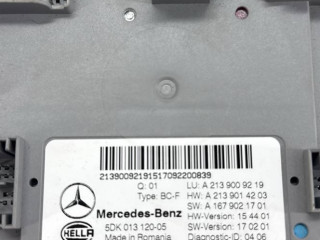 21390092191517092200839
Q: 01 LU: A 213 900 92 19
Type: BC-F HW: A 213 901 42 03
SW: A 167 902 17 01
Mercedes-Benz HW-Version: 15 44 01
HELLA 5DK 013 120-05 SW-Version: 17 02 01
Made in Romania Diagnostic-ID: 04 06